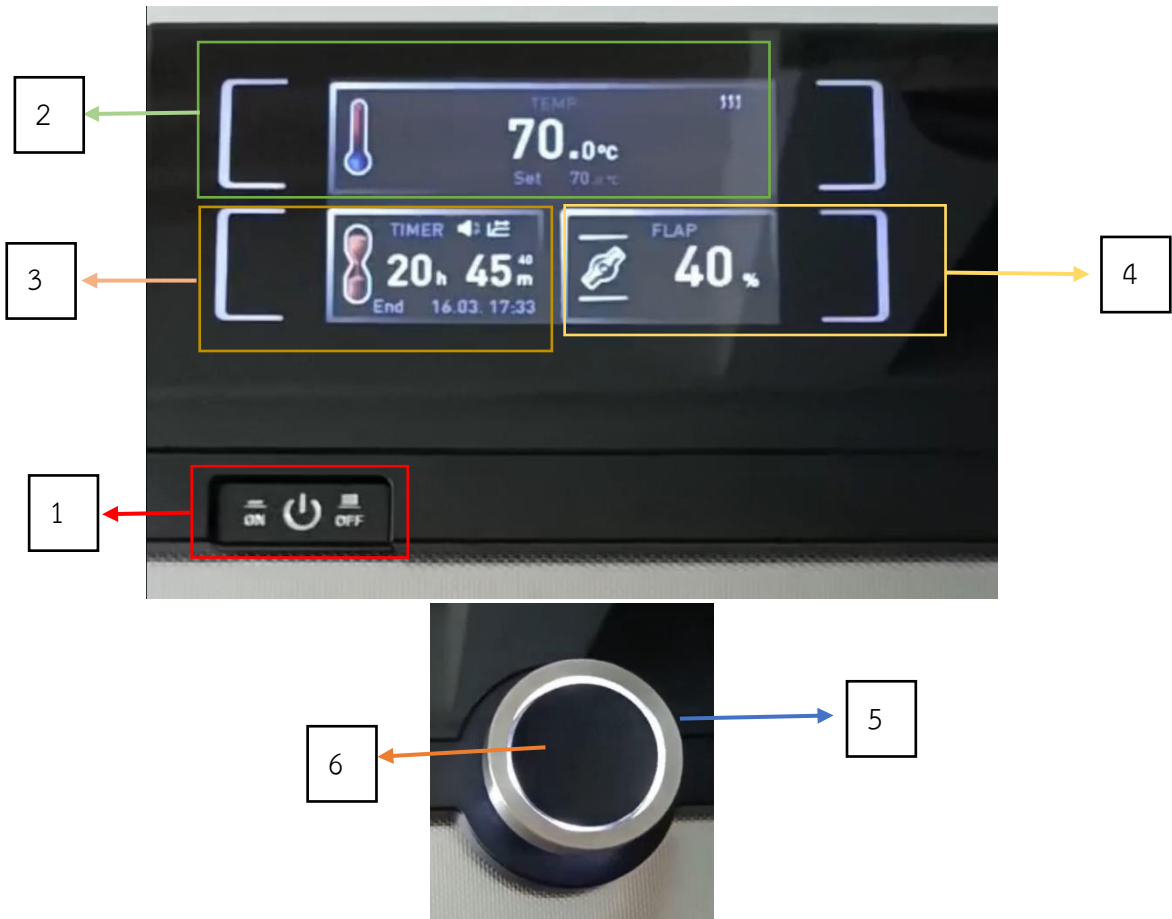 2
TEMP
70.0°C
Set 70.0 °C
3
TIMER
20h 45m 40
End 16.03. 17:33
FLAP
40 %
4
1
ON OFF
5
6